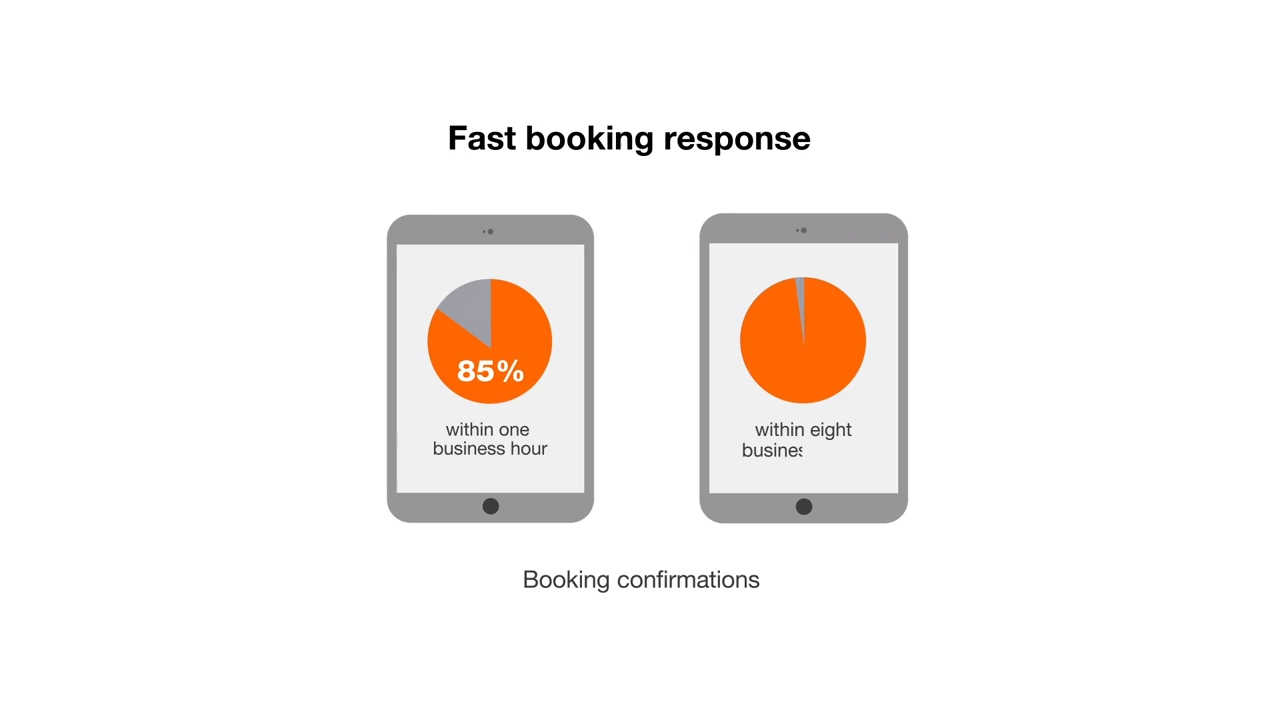 Fast booking response
85%
within one
business hour
within eight
busines
Booking confirmations